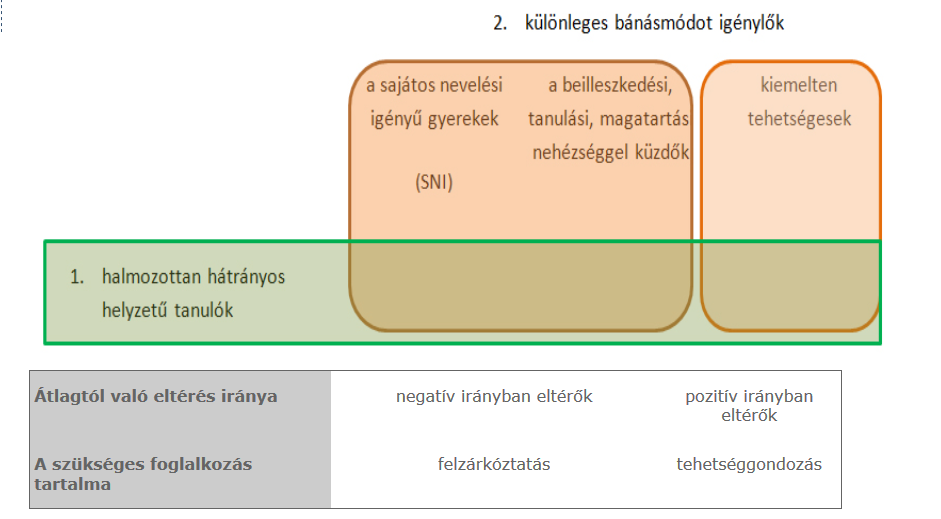 2. különleges bánásmódot igénylők
a sajátos nevelési
igényű gyerekek
(SNI)
a beilleszkedési,
tanulási, magatartás
nehézséggel küzdők
kiemelten
tehetségesek
1. halmozottan hátrányos
helyzetű tanulók
Átlagtól való eltérés iránya
negatív irányban eltérők
pozitív irányban
eltérők
A szükséges foglalkozás
tartalma
felzárkóztatás
tehetséggondozás